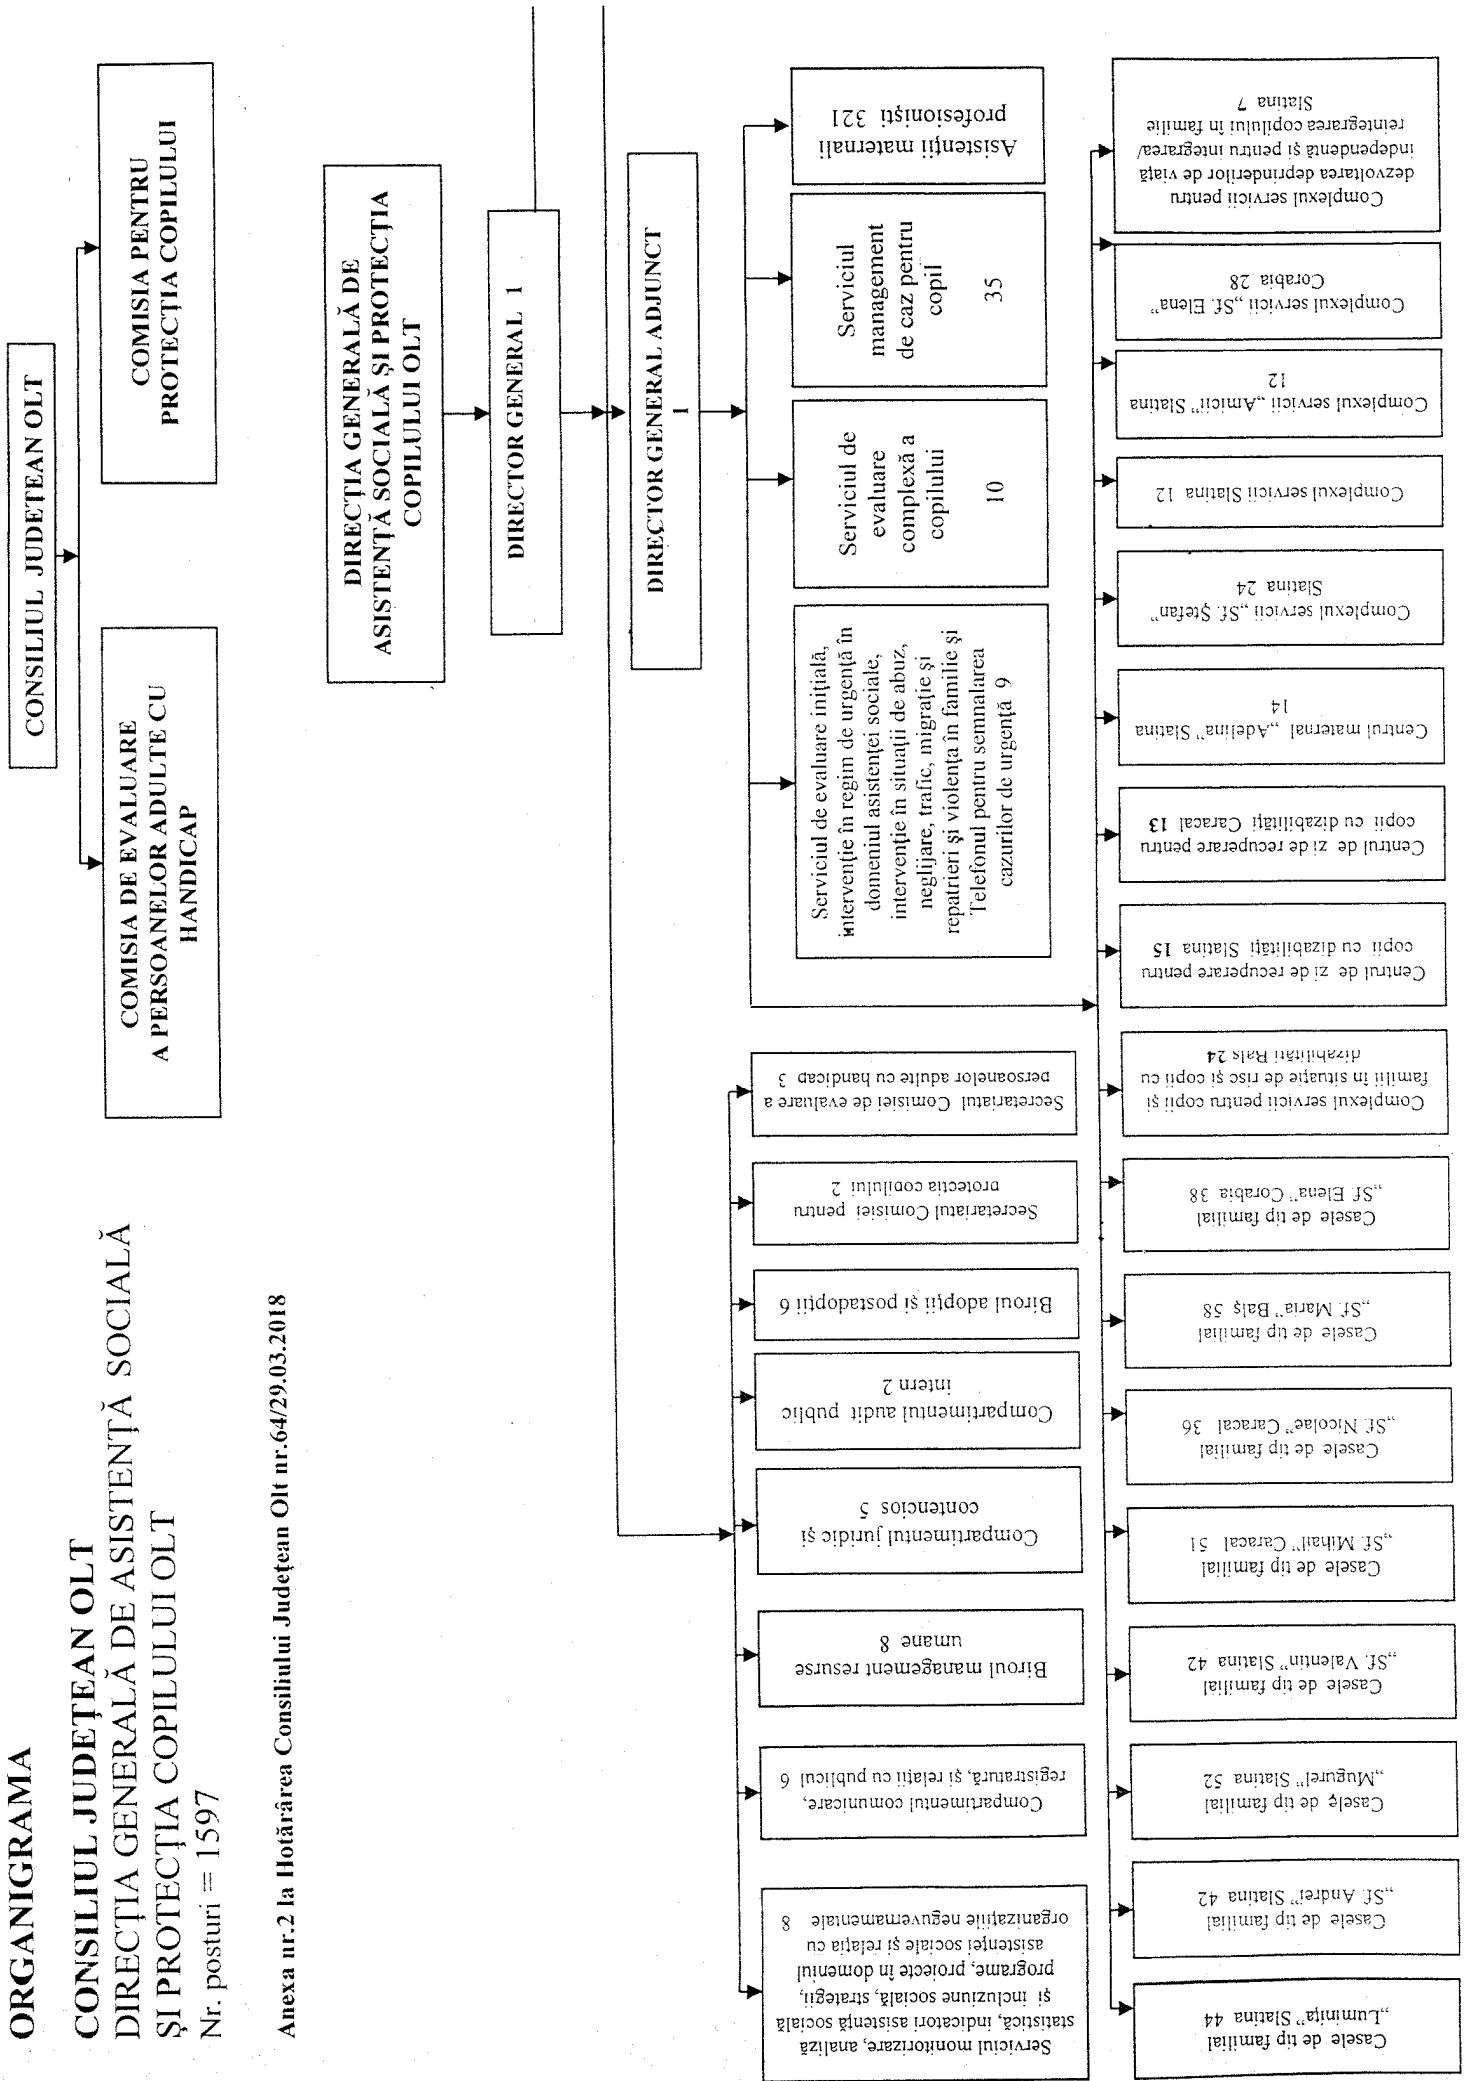 ORGANIGRAMA
CONSILIUL JUDEȚEAN OLT
DIRECȚIA GENERALĂ DE ASISTENȚĂ SOCIALĂ
ȘI PROTECȚIA COPILULUI OLT
Nr. posturi = 1597
Anexa nr.2 la Hotărârea Consiliului Județean Olt nr.64/29.03.2018
CONSILIUL JUDEȚEAN OLT
COMISIA DE EVALUARE
A PERSOANELOR ADULTE CU
HANDICAP
COMISIA PENTRU
PROTECȚIA COPILULUI
DIRECȚIA GENERALĂ DE
ASISTENȚĂ SOCIALĂ ȘI PROTECȚIA
COPILULUI OLT
DIRECTOR GENERAL 1
DIRECTOR GENERAL ADJUNCT
1
Serviciul monitorizare, analiză
statistică, indicatori asistență socială
și incluziune socială, strategii,
programe, proiecte în domeniul
asistenței sociale și relația cu
organizațiile neguvernamentale 8
Compartimentul comunicare,
registratură, și relații cu publicul 6
Biroul management resurse
umane 8
Compartimentul juridic și
contencios 5
Compartimentul audit public
intern 2
Biroul adopții și postadopții 6
Secretariatul Comisiei pentru
protectia copilului 2
Secretariatul Comisiei de evaluare a
persoanelor adulte cu handicap 3
Serviciul de evaluare inițială,
intervenție în regim de urgență în
domeniul asistenței sociale,
intervenție în situații de abuz,
neglijare, trafic, migrație și
repatrieri și violența în familie și
Telefonul pentru semnalarea
cazurilor de urgență 9
Serviciul de
evaluare
complexă a
copilului
10
Serviciul
management
de caz pentru
copil
35
Asistenții maternali
profesioniști 321
Casele de tip familial
„Luminița” Slatina 44
Casele de tip familial
„Sf. Andrei” Slatina 42
Casele de tip familial
„Mugurel” Slatina 52
Casele de tip familial
„Sf. Valentin” Slatina 42
Casele de tip familial
„Sf. Mihail” Caracal 51
Casele de tip familial
„Sf. Nicolae” Caracal 36
Casele de tip familial
„Sf. Maria” Balș 58
Casele de tip familial
„Sf. Elena” Corabia 38
Complexul servicii pentru copii și
familii în situație de risc și copii cu
dizabilități Bals 24
Centrul de zi de recuperare pentru
copii cu dizabilități Slatina 15
Centrul de zi de recuperare pentru
copii cu dizabilități Caracal 13
Centrul maternal „Adelina” Slatina
14
Complexul servicii „Sf. Ștefan”
Slatina 24
Complexul servicii Slatina 12
Complexul servicii „Amicii” Slatina
12
Complexul servicii „Sf. Elena”
Corabia 28
Complexul servicii pentru
dezvoltarea deprinderilor de viață
independentă și pentru integrarea/
reintegrarea copilului în familie
Slatina 7